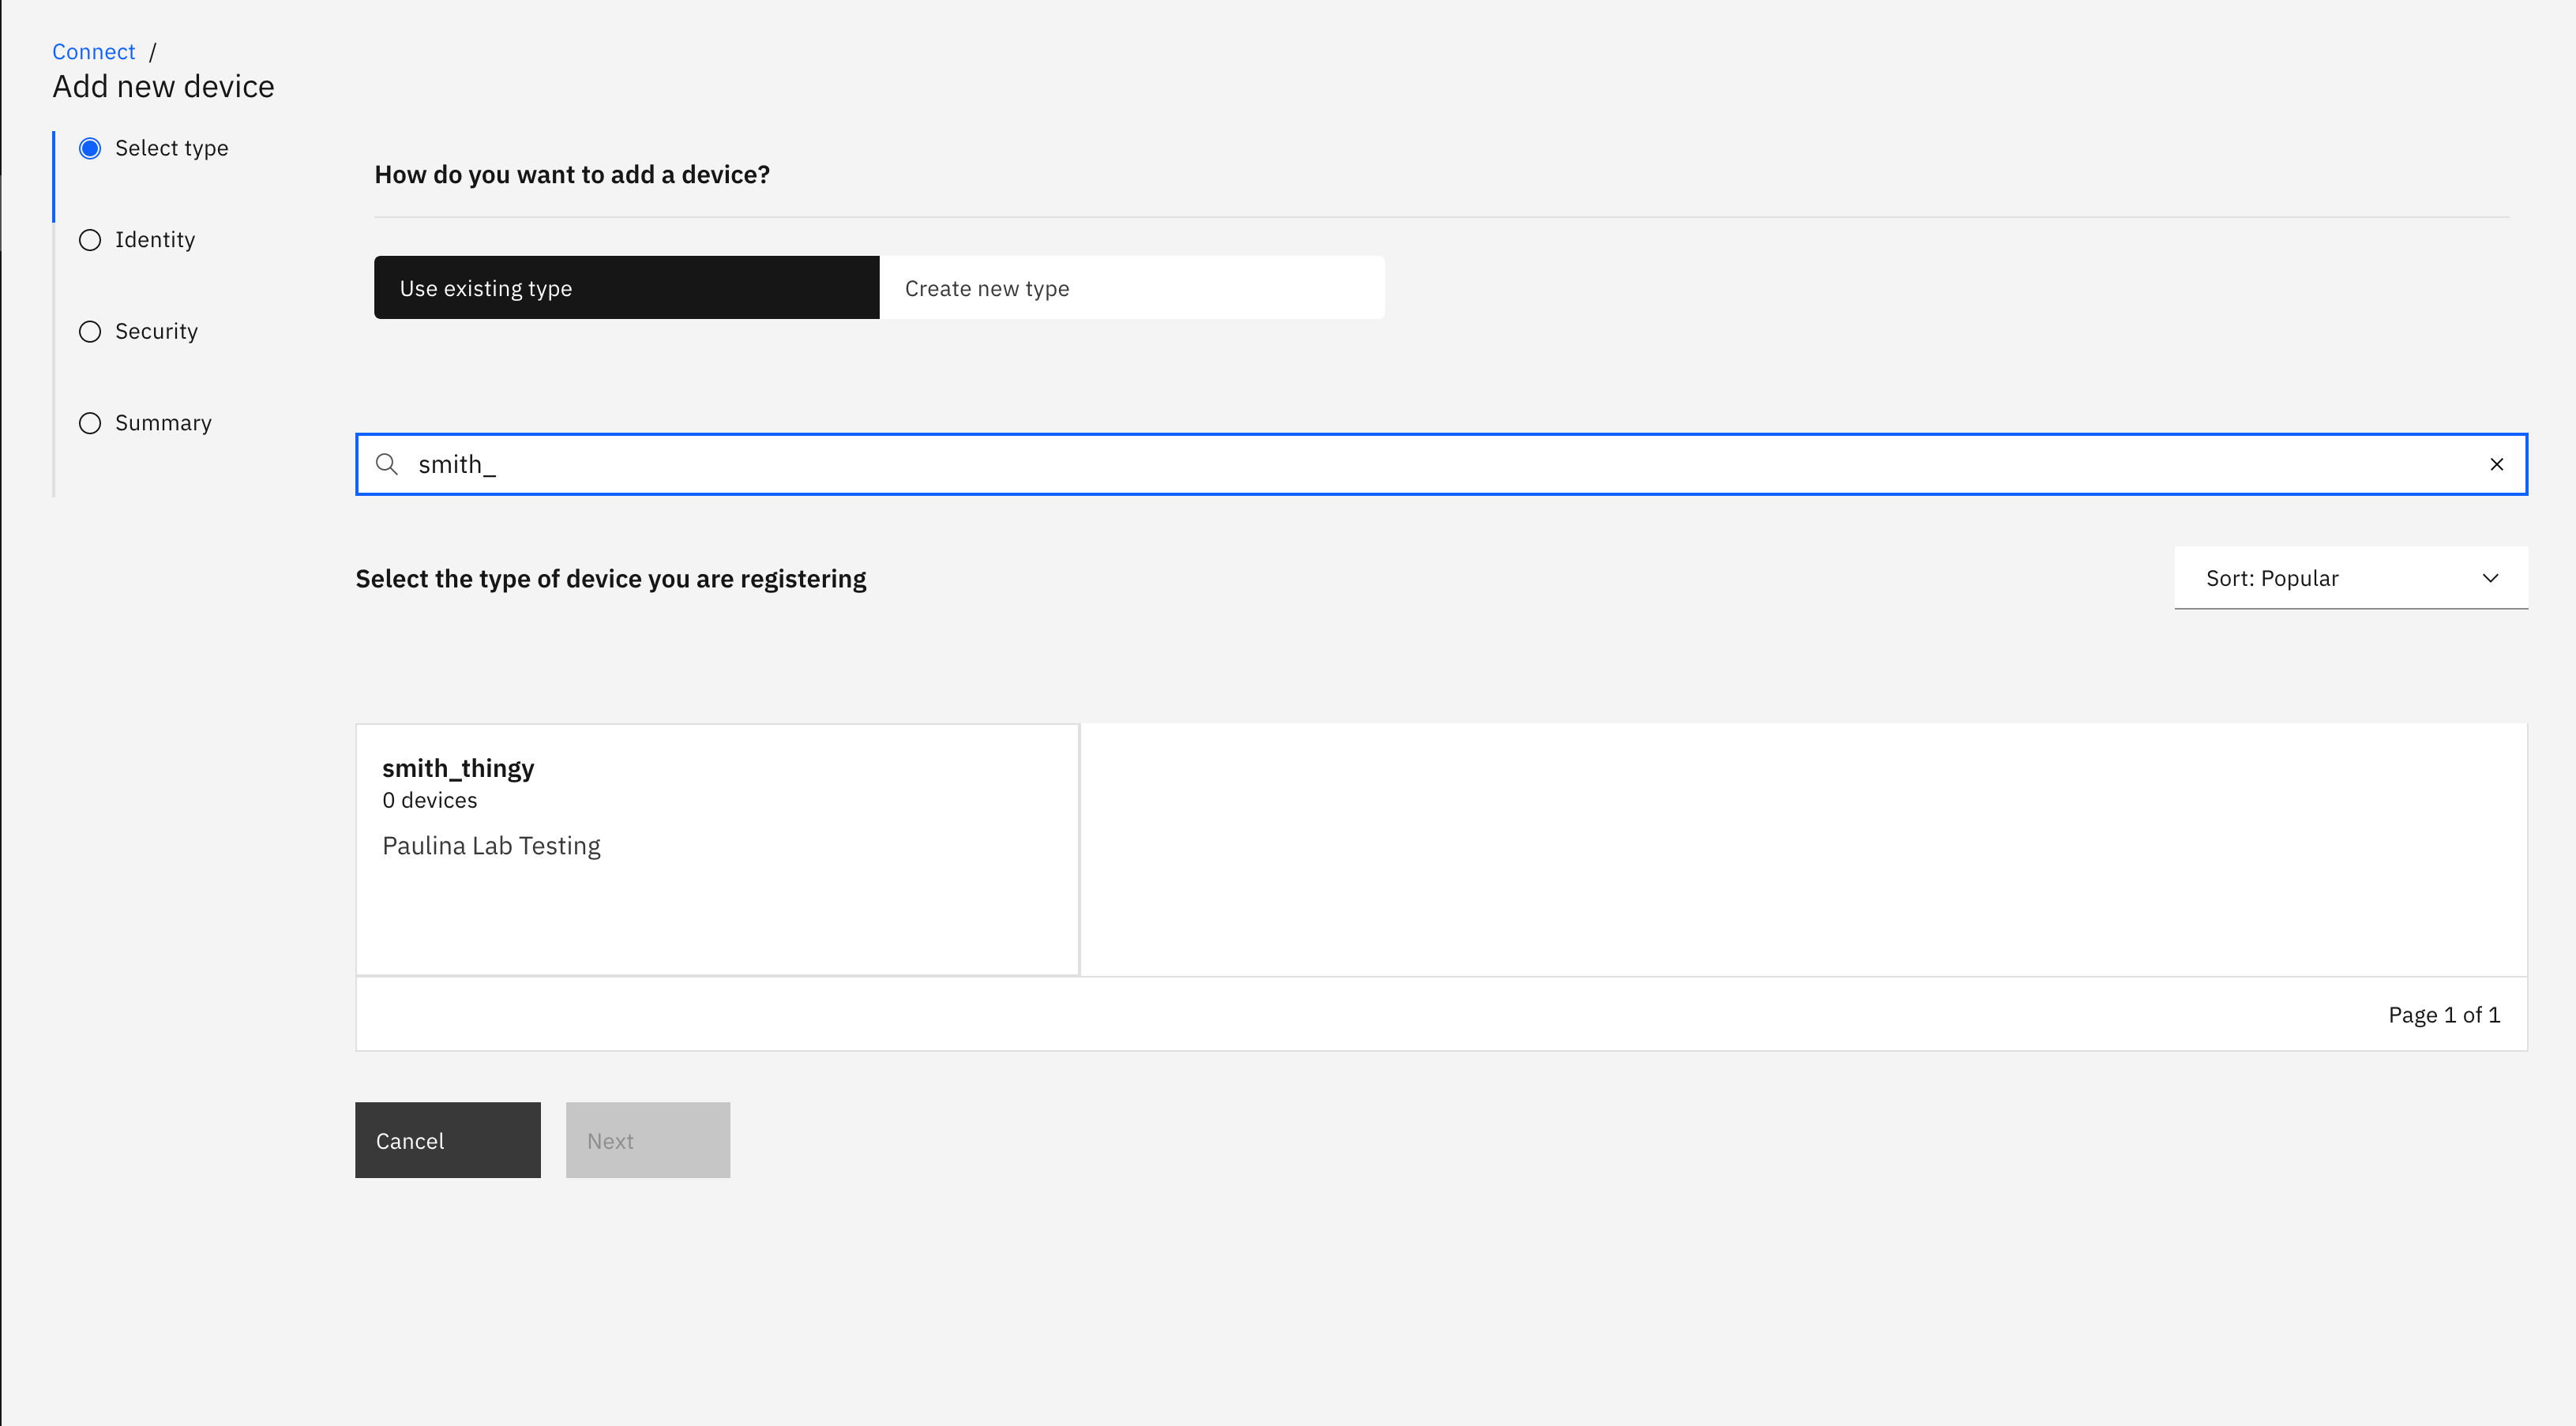 Connect /
Add new device
Select type
Identity
Security
Summary
How do you want to add a device?
Use existing type
Create new type
smith_
Select the type of device you are registering
Sort: Popular
smith_thingy
0 devices
Paulina Lab Testing
Page 1 of 1
Cancel
Next